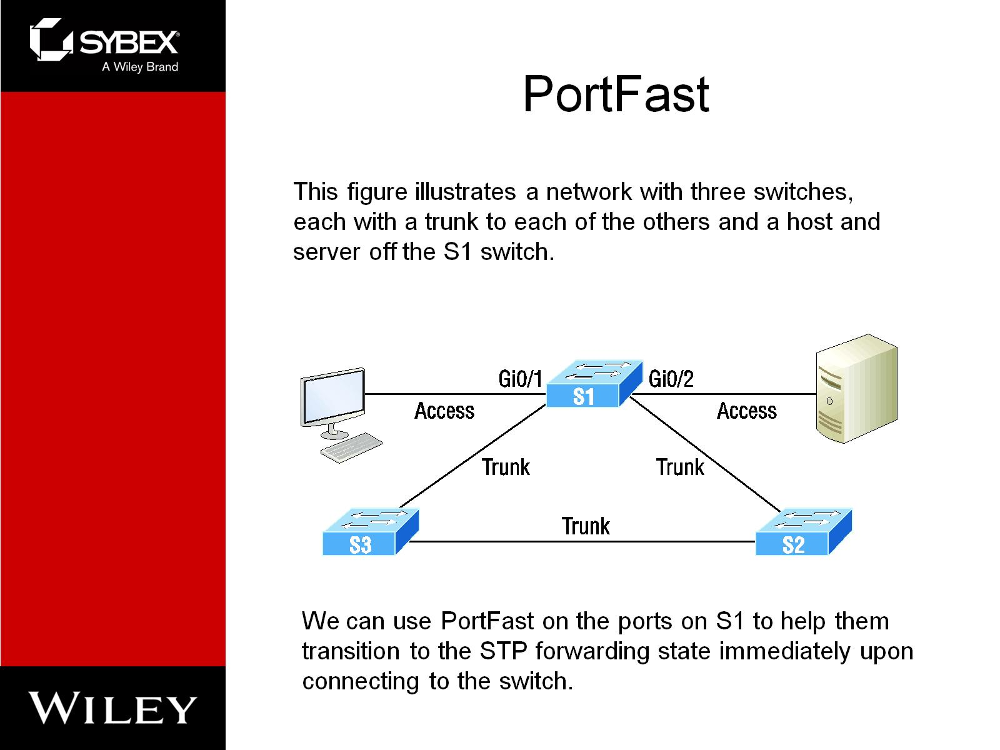 SYBEX®
A Wiley Brand
PortFast
This figure illustrates a network with three switches,
each with a trunk to each of the others and a host and
server off the S1 switch.
Gi0/1
S1
Gi0/2
Access
Access
Trunk
Trunk
Trunk
S3
S2
We can use PortFast on the ports on S1 to help them
transition to the STP forwarding state immediately upon
connecting to the switch.
WILEY